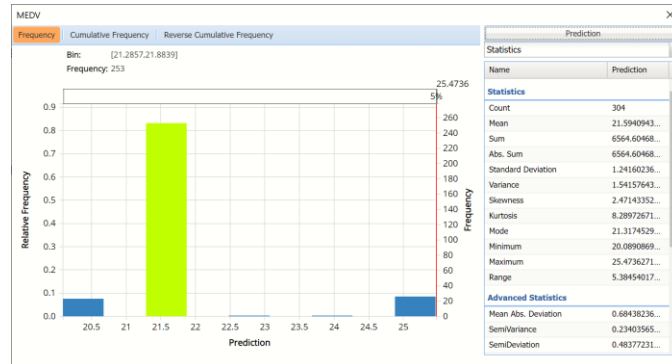 MEDV
Frequency Cumulative Frequency Reverse Cumulative Frequency
Bin: [21.2857,21.8839]
Frequency: 253
25.4736
5%
0.9
0.8
0.7
0.6
0.5
0.4
0.3
0.2
0.1
0.0
Relative Frequency
260
240
220
200
180
160
140
120
100
80
60
40
20
0
Frequency
20.5 21 21.5 22 22.5 23 23.5 24 24.5 25
Prediction
Prediction
Statistics
Name Prediction
Statistics
Count 304
Mean 21.5940943...
Sum 6564.60468...
Abs. Sum 6564.60468...
Standard Deviation 1.24160236...
Variance 1.54157643...
Skewness 2.47143352...
Kurtosis 8.28972671...
Mode 21.3174529...
Minimum 20.0890869...
Maximum 25.4736271...
Range 5.38454017...
Advanced Statistics
Mean Abs. Deviation 0.68438236...
SemiVariance 0.23403565...
SemiDeviation 0.48377231...